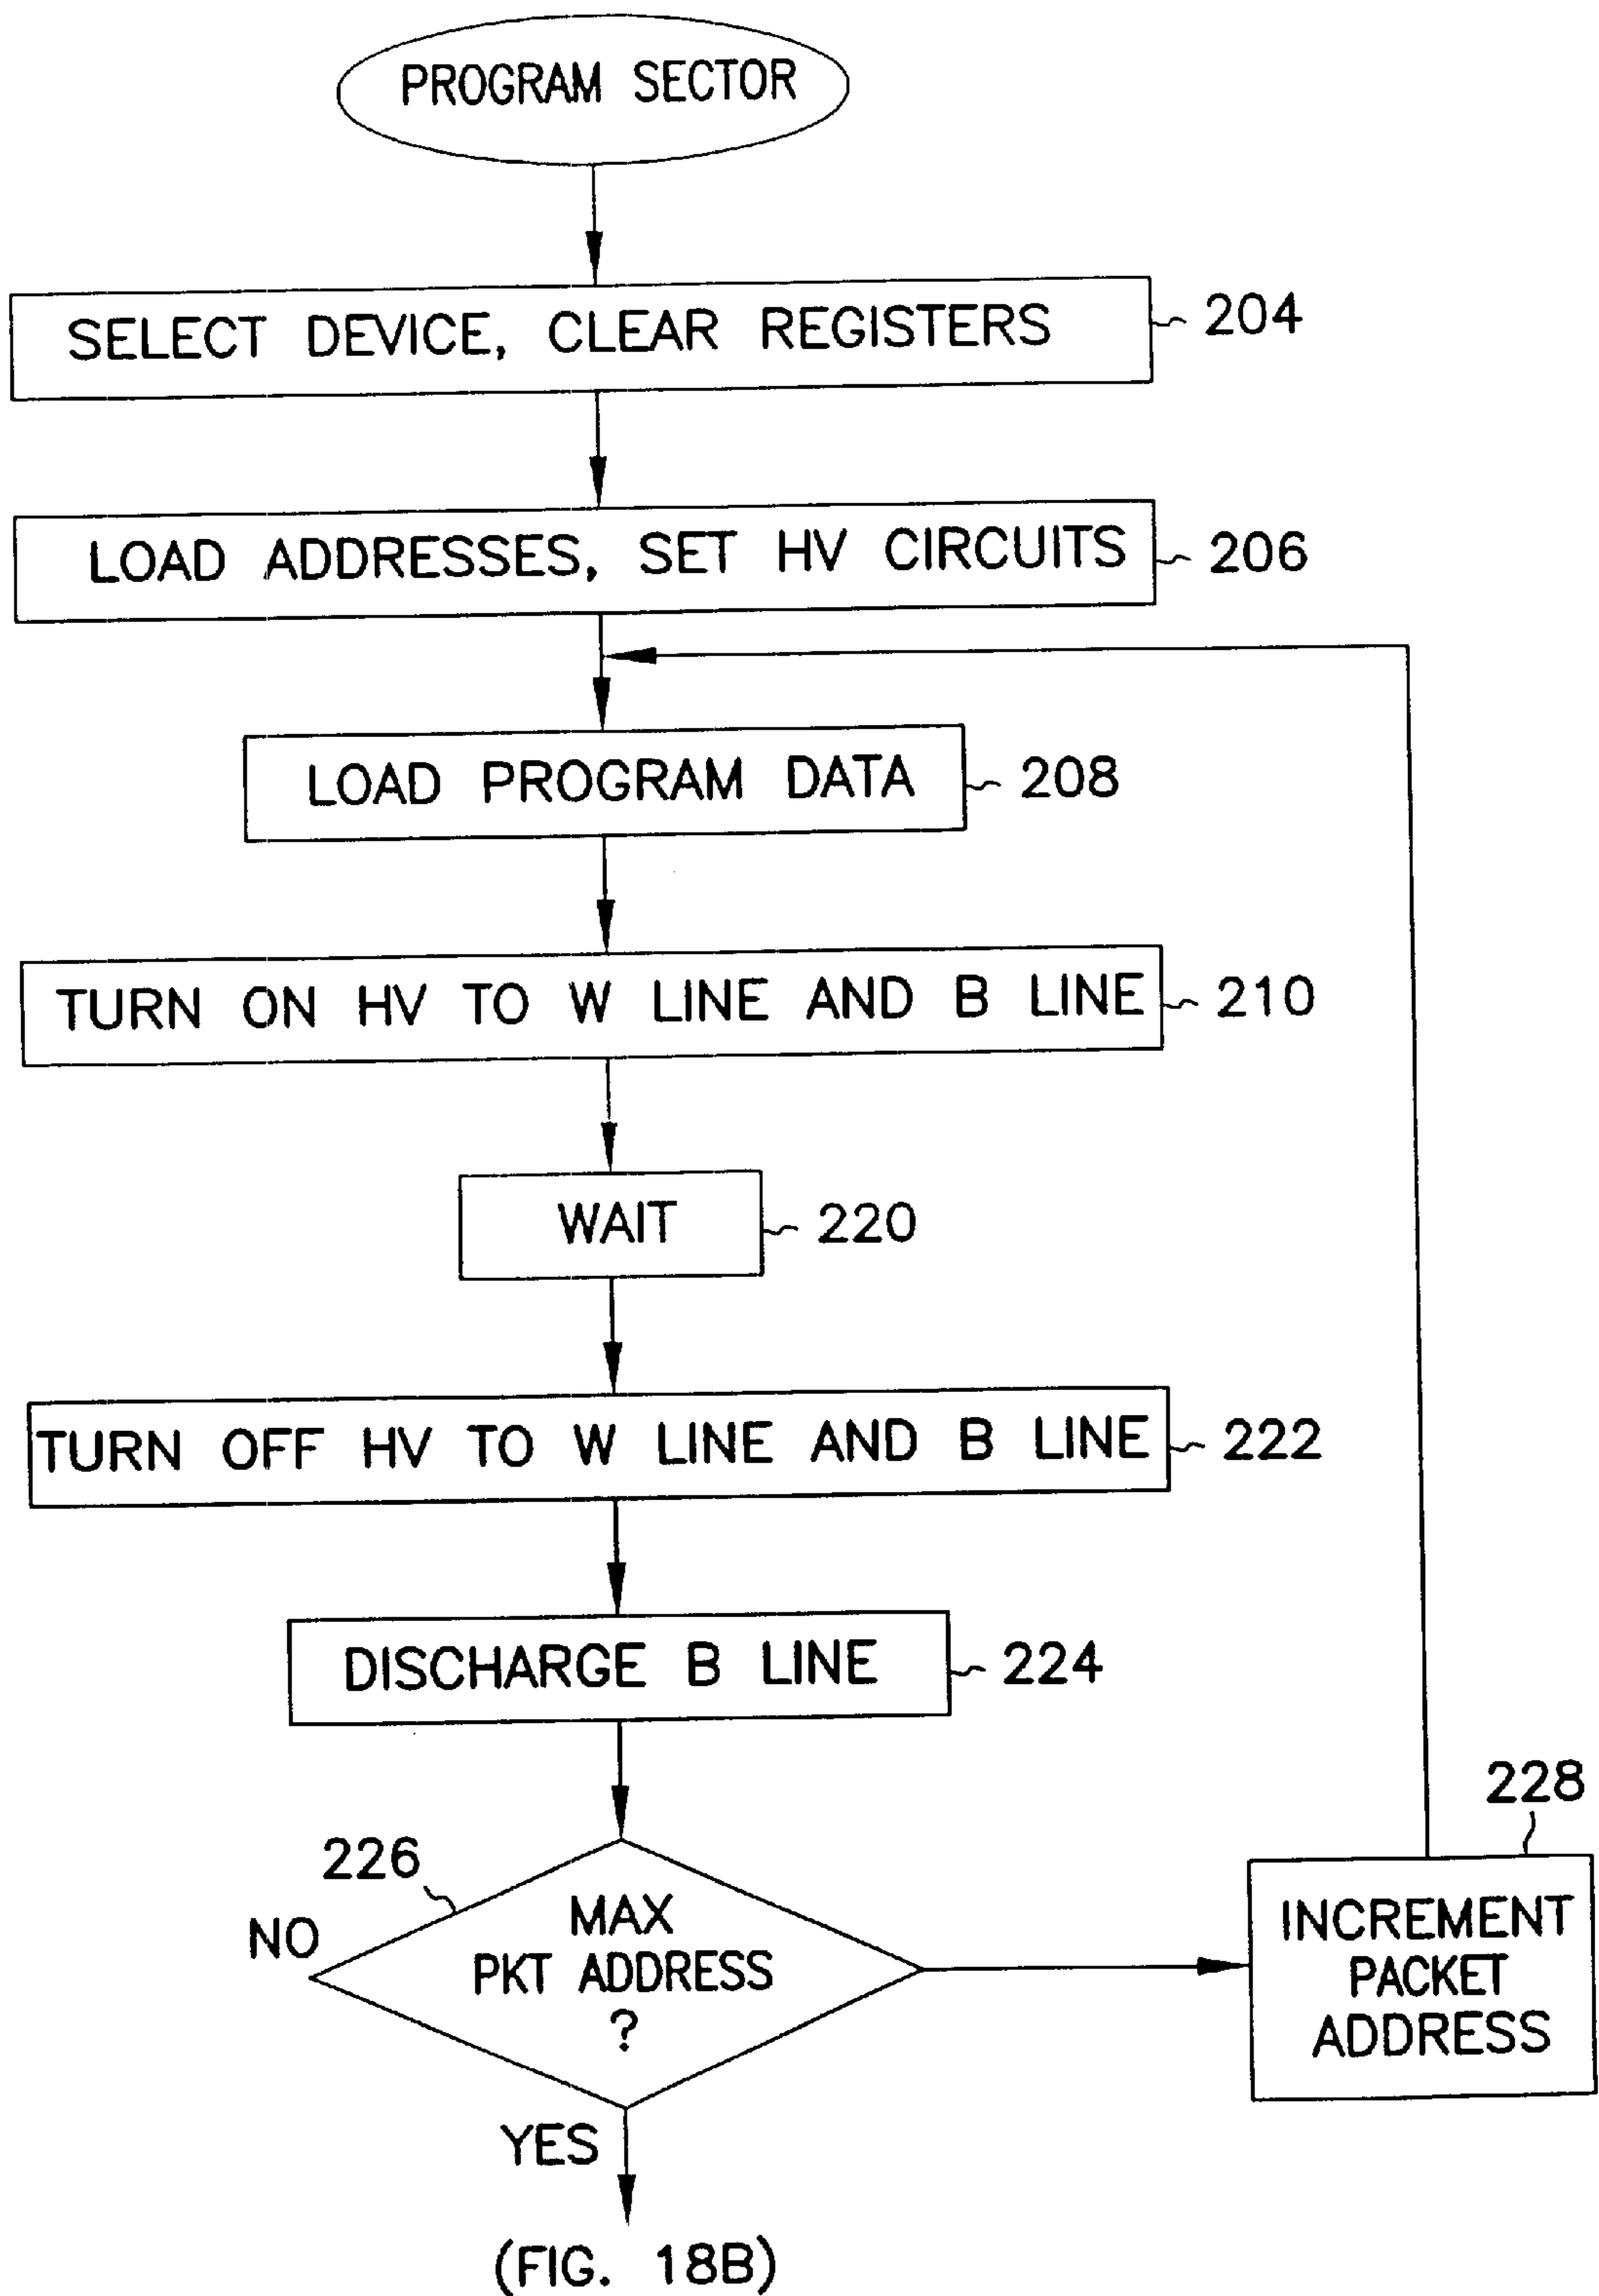 PROGRAM SECTOR
SELECT DEVICE, CLEAR REGISTERS
204
LOAD ADDRESSES, SET HV CIRCUITS
206
LOAD PROGRAM DATA
208
TURN ON HV TO W LINE AND B LINE
210
WAIT
220
TURN OFF HV TO W LINE AND B LINE
222
DISCHARGE B LINE
224
226
NO
MAX
PKT ADDRESS
?
228
INCREMENT
PACKET
ADDRESS
YES
(FIG. 18B)